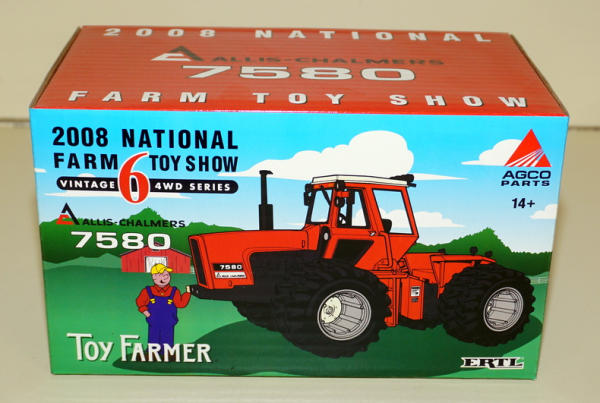 2008 NATIONAL
ALLIS-CHALMERS
7580
FARM TOY SHOW
2008 NATIONAL
FARM 6 TOY SHOW
VINTAGE 4WD SERIES
ALLIS-CHALMERS
7580
AGCO
PARTS
14+
7580
TOY FARMER
ERTL